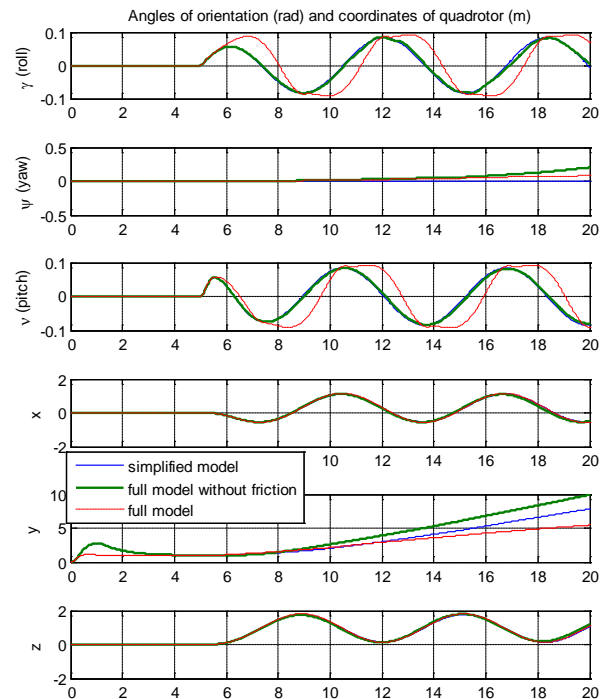 Angles of orientation (rad) and coordinates of quadrotor (m)
γ (roll)
0.1
0
-0.1
0 2 4 6 8 10 12 14 16 18 20
ψ (yaw)
0.5
0
-0.5
0 2 4 6 8 10 12 14 16 18 20
ν (pitch)
0.1
0
-0.1
0 2 4 6 8 10 12 14 16 18 20
x
2
0
-2
0 2 4 6 8 10 12 14 16 18 20
simplified model
full model without friction
full model
y
10
5
0
0 2 4 6 8 10 12 14 16 18 20
z
2
0
-2
0 2 4 6 8 10 12 14 16 18 20